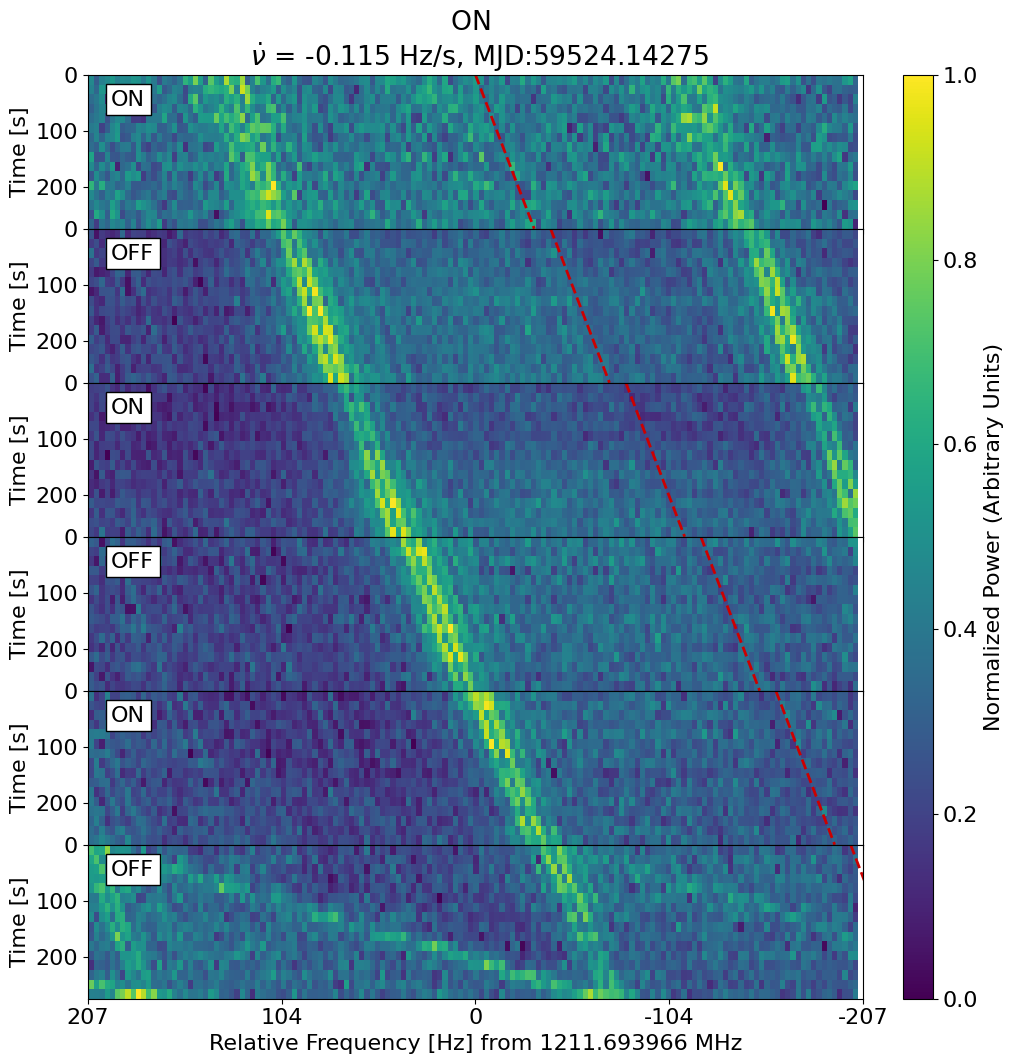 ON
ν̇ = -0.115 Hz/s, MJD:59524.14275
0
ON
Time [s]
100
200
0
OFF
Time [s]
100
200
0
ON
Time [s]
100
200
0
OFF
Time [s]
100
200
0
ON
Time [s]
100
200
0
OFF
Time [s]
100
200
207 104 0 -104 -207
Relative Frequency [Hz] from 1211.693966 MHz
1.0
0.8
0.6
0.4
0.2
0.0
Normalized Power (Arbitrary Units)